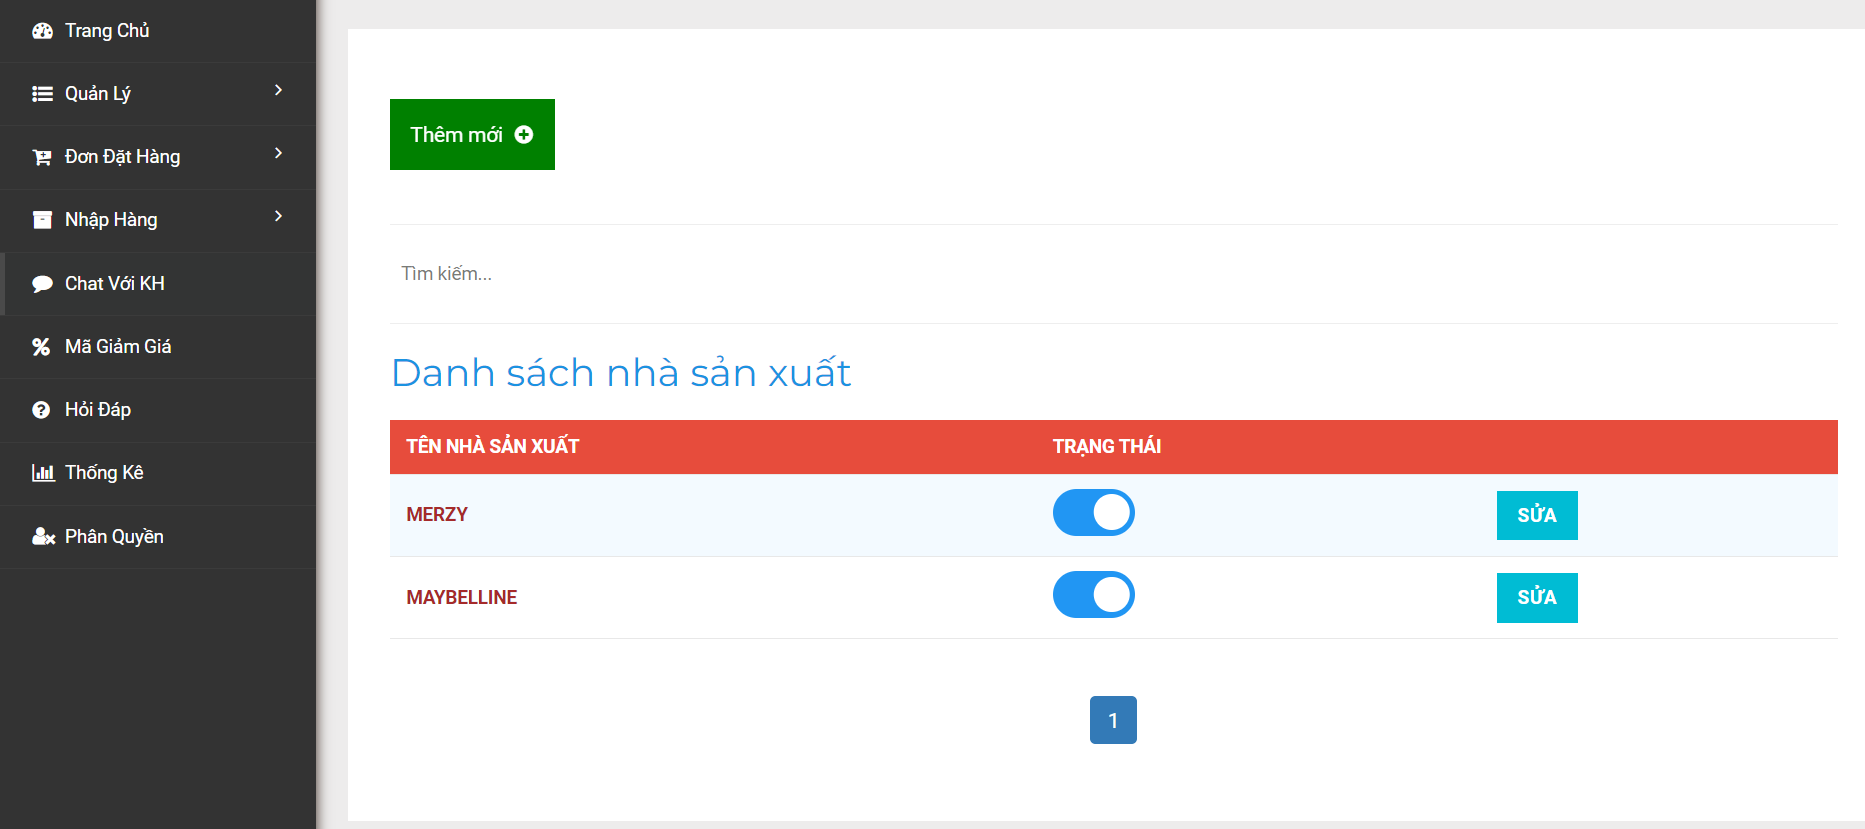 Trang Chủ
Quản Lý
Đơn Đặt Hàng
Nhập Hàng
Chat Với KH
Mã Giảm Giá
Hỏi Đáp
Thống Kê
Phân Quyền
Thêm mới
Tìm kiếm...
Danh sách nhà sản xuất
TÊN NHÀ SẢN XUẤT TRẠNG THÁI
MERZY SỬA
MAYBELLINE SỬA
1